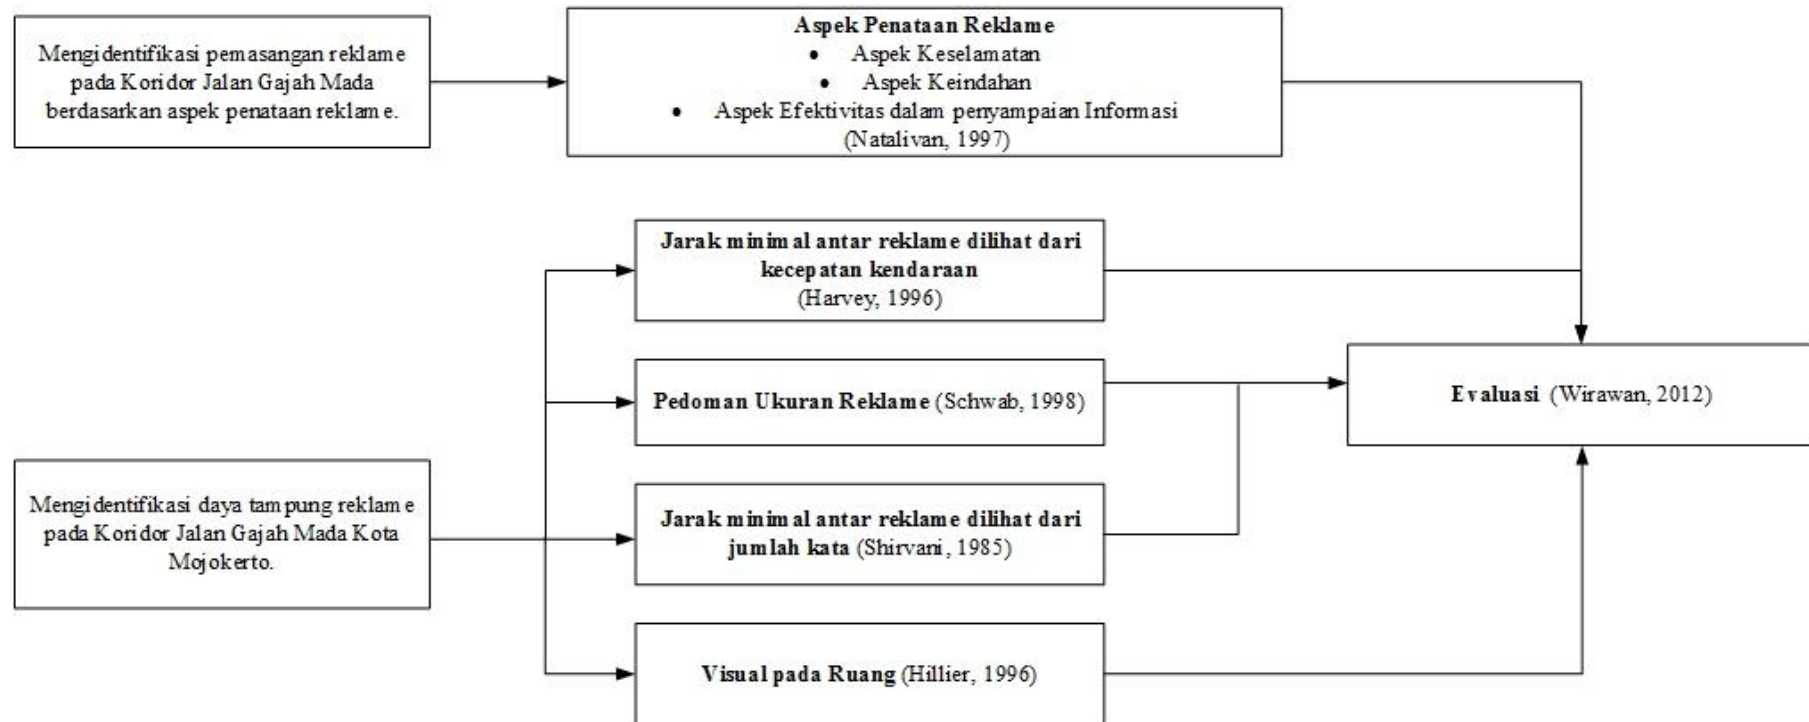 Mengidentifikasi pemasangan reklame
pada Koridor Jalan Gajah Mada
berdasarkan aspek penataan reklame.
Aspek Penataan Reklame
• Aspek Keselamatan
• Aspek Keindahan
• Aspek Efektivitas dalam penyampaian Informasi
(Natalivan, 1997)
Jarak minimal antar reklame dilihat dari
kecepatan kendaraan
(Harvey, 1996)
Pedoman Ukuran Reklame (Schwab, 1998)
Evaluasi (Wirawan, 2012)
Mengidentifikasi daya tampung reklame
pada Koridor Jalan Gajah Mada Kota
Mojokerto.
Jarak minimal antar reklame dilihat dari
jumlah kata (Shirvani, 1985)
Visual pada Ruang (Hillier, 1996)